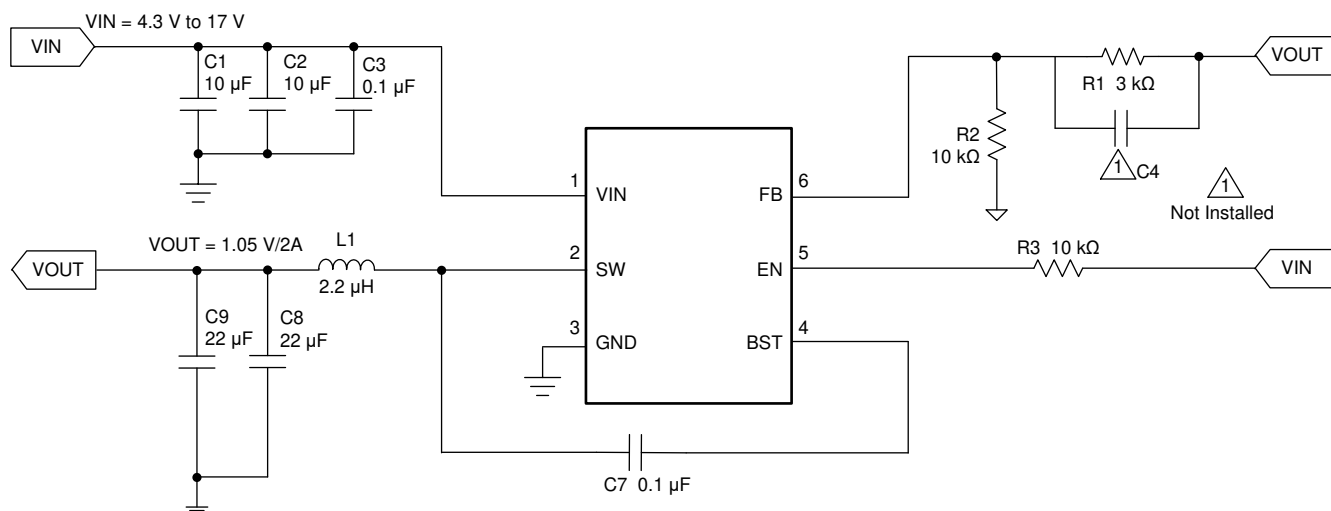 VIN = 4.3 V to 17 V
VIN
C1
10 µF
C2
10 µF
C3
0.1 µF
VOUT
R1 3 kΩ
R2
10 kΩ
1
C4
1
Not Installed
1
VIN
FB
6
VOUT = 1.05 V/2A
L1
VOUT
2.2 µH
2
SW
EN
5
R3 10 kΩ
VIN
C9
22 µF
C8
22 µF
3
GND
BST
4
C7 0.1 µF